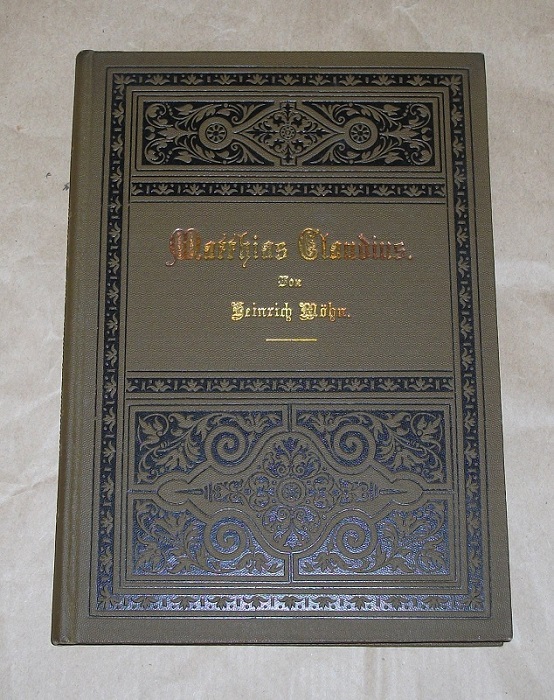 Matthias Claudius.
Von
Heinrich Möhn.